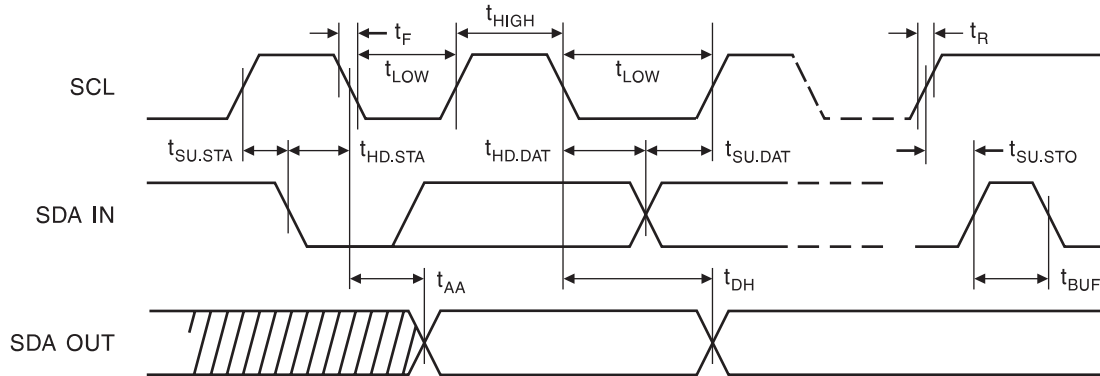 tHIGH
tF
tR
tLOW
tLOW
SCL
tSU.STA
tHD.STA
tHD.DAT
tSU.DAT
tSU.STO
SDA IN
tAA
tDH
tBUF
SDA OUT